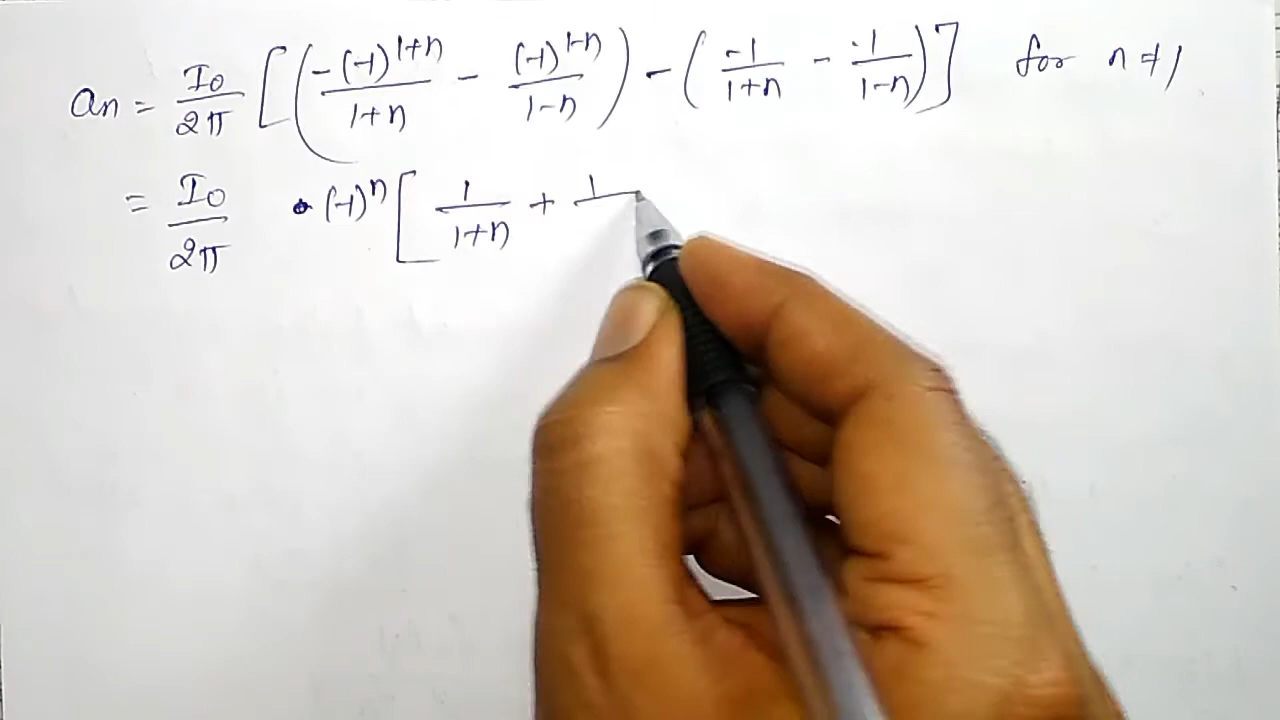 an = I₀/2π [(-(-1)^(1+n)/(1+n) - (-1)^(1-n)/(1-n)) - (-1/(1+n) - -1/(1-n))] for n ≠ 1
= I₀/2π · (-1)^n [1/(1+n) + 1/